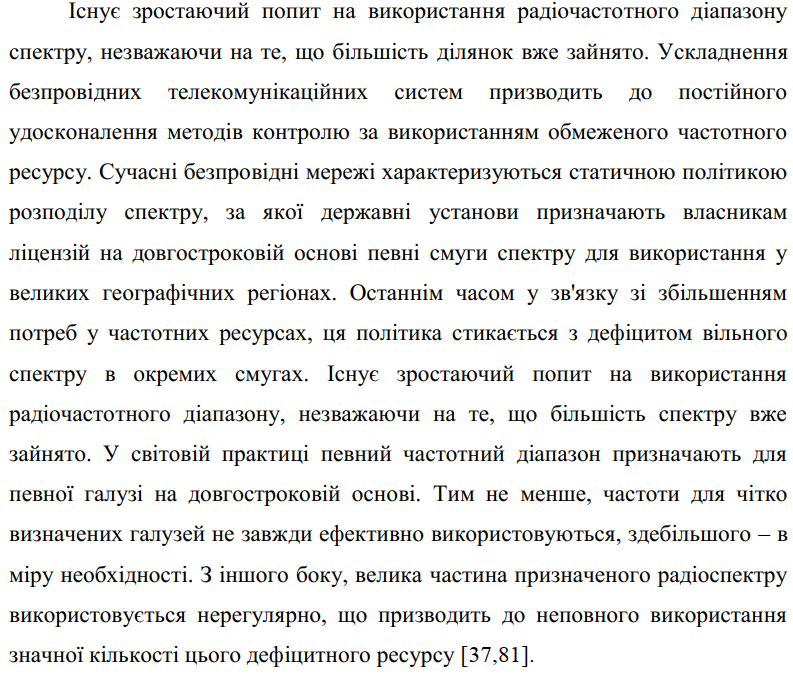 Існує зростаючий попит на використання радіочастотного діапазону
спектру, незважаючи на те, що більшість ділянок вже зайнято. Ускладнення
безпровідних телекомунікаційних систем призводить до постійного
удосконалення методів контролю за використанням обмеженого частотного
ресурсу. Сучасні безпровідні мережі характеризуються статичною політикою
розподілу спектру, за якої державні установи призначають власникам
ліцензій на довгостроковій основі певні смуги спектру для використання у
великих географічних регіонах. Останнім часом у зв'язку зі збільшенням
потреб у частотних ресурсах, ця політика стикається з дефіцитом вільного
спектру в окремих смугах. Існує зростаючий попит на використання
радіочастотного діапазону, незважаючи на те, що більшість спектру вже
зайнято. У світовій практиці певний частотний діапазон призначають для
певної галузі на довгостроковій основі. Тим не менше, частоти для чітко
визначених галузей не завжди ефективно використовуються, здебільшого – в
міру необхідності. З іншого боку, велика частина призначеного радіоспектру
використовується нерегулярно, що призводить до неповного використання
значної кількості цього дефіцитного ресурсу [37,81].